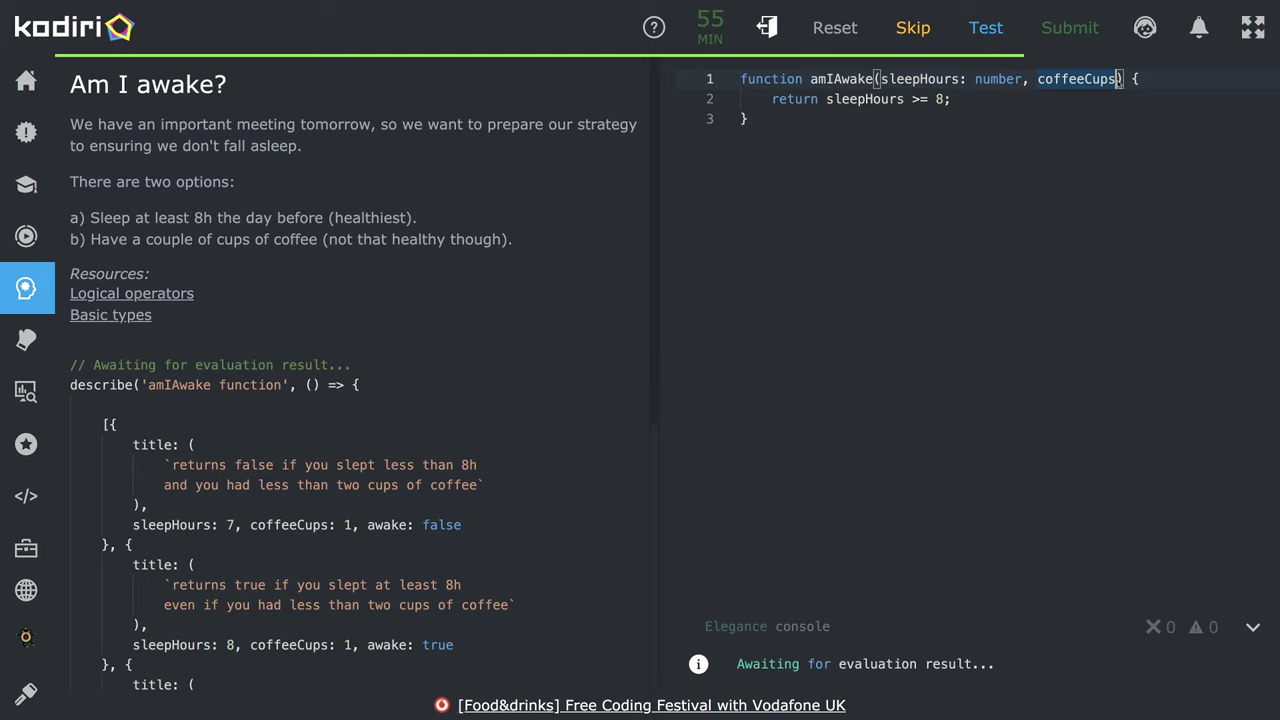 kodiri
?
55
MIN
Reset
Skip
Test
Submit
Am I awake?
We have an important meeting tomorrow, so we want to prepare our strategy
to ensuring we don't fall asleep.
There are two options:
a) Sleep at least 8h the day before (healthiest).
b) Have a couple of cups of coffee (not that healthy though).
Resources:
Logical operators
Basic types
// Awaiting for evaluation result...
describe('amIAwake function', () => {
[{
title: (
`returns false if you slept less than 8h
and you had less than two cups of coffee`
),
sleepHours: 7, coffeeCups: 1, awake: false
}, {
title: (
`returns true if you slept at least 8h
even if you had less than two cups of coffee`
),
sleepHours: 8, coffeeCups: 1, awake: true
}, {
title: (
1 function amIAwake(sleepHours: number, coffeeCups) {
2 return sleepHours >= 8;
3 }
Elegance console
0
0
Awaiting for evaluation result...
[Food&drinks] Free Coding Festival with Vodafone UK